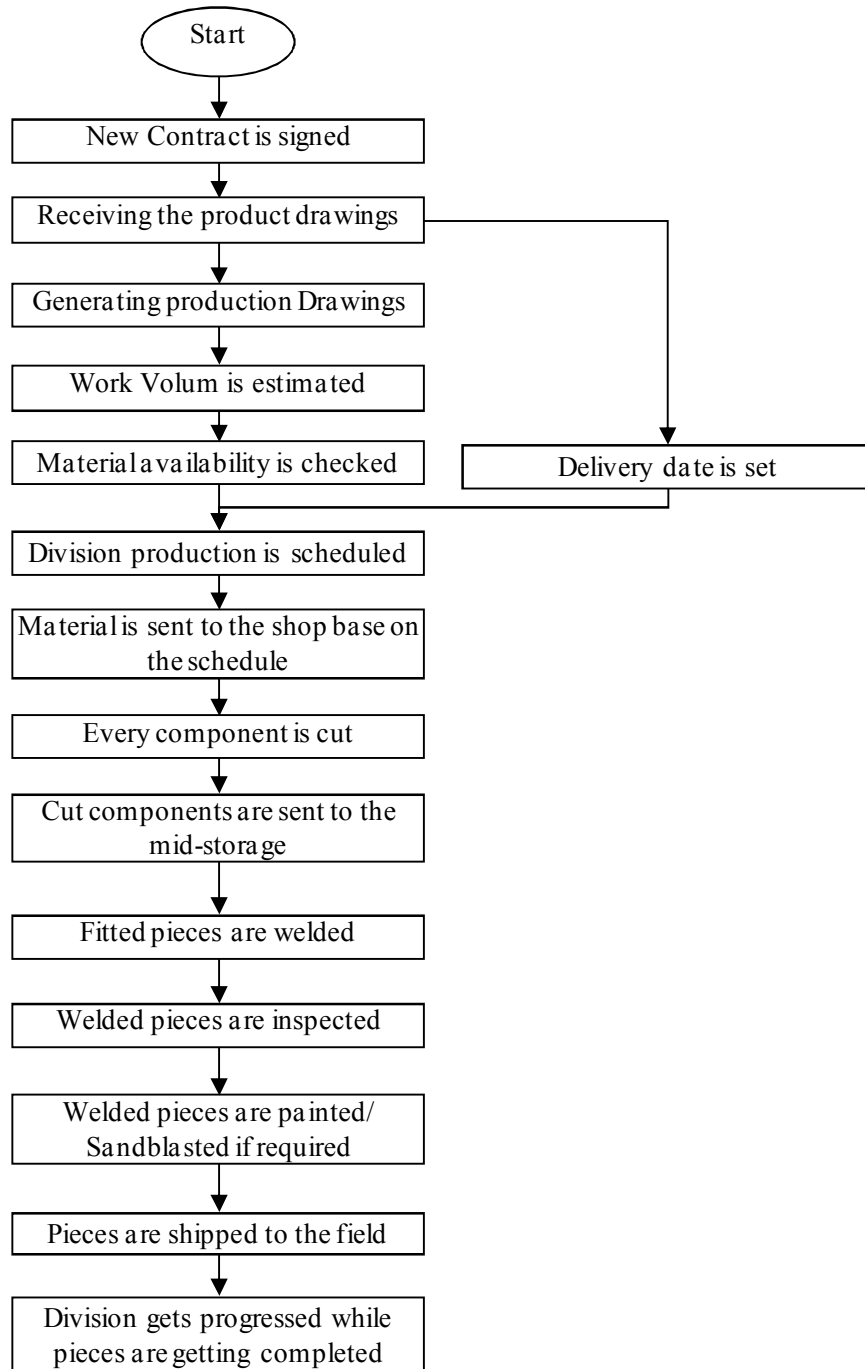 Start
New Contract is signed
Receiving the product drawings
Generating production Drawings
Work Volum is estimated
Material availability is checked
Delivery date is set
Division production is scheduled
Material is sent to the shop base on
the schedule
Every component is cut
Cut components are sent to the
mid-storage
Fitted pieces are welded
Welded pieces are inspected
Welded pieces are painted/
Sandblasted if required
Pieces are shipped to the field
Division gets progressed while
pieces are getting completed